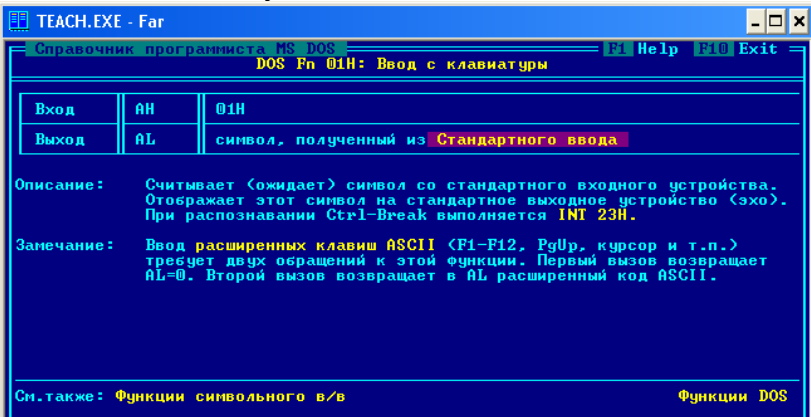 TEACH.EXE - Far
Справочник программиста MS DOS F1 Help F10 Exit
DOS Fn 01H: Ввод с клавиатуры
Вход AH 01H
Выход AL символ, полученный из Стандартного ввода
Описание: Считывает (ожидает) символ со стандартного входного устройства.
Отображает этот символ на стандартное выходное устройство (эхо).
При распознавании Ctrl-Break выполняется INT 23H.
Замечание: Ввод расширенных клавиш ASCII (F1-F12, PgUp, курсор и т.п.)
требует двух обращений к этой функции. Первый вызов возвращает
AL=0. Второй вызов возвращает в AL расширенный код ASCII.
См.также: Функции символьного в/в Функции DOS